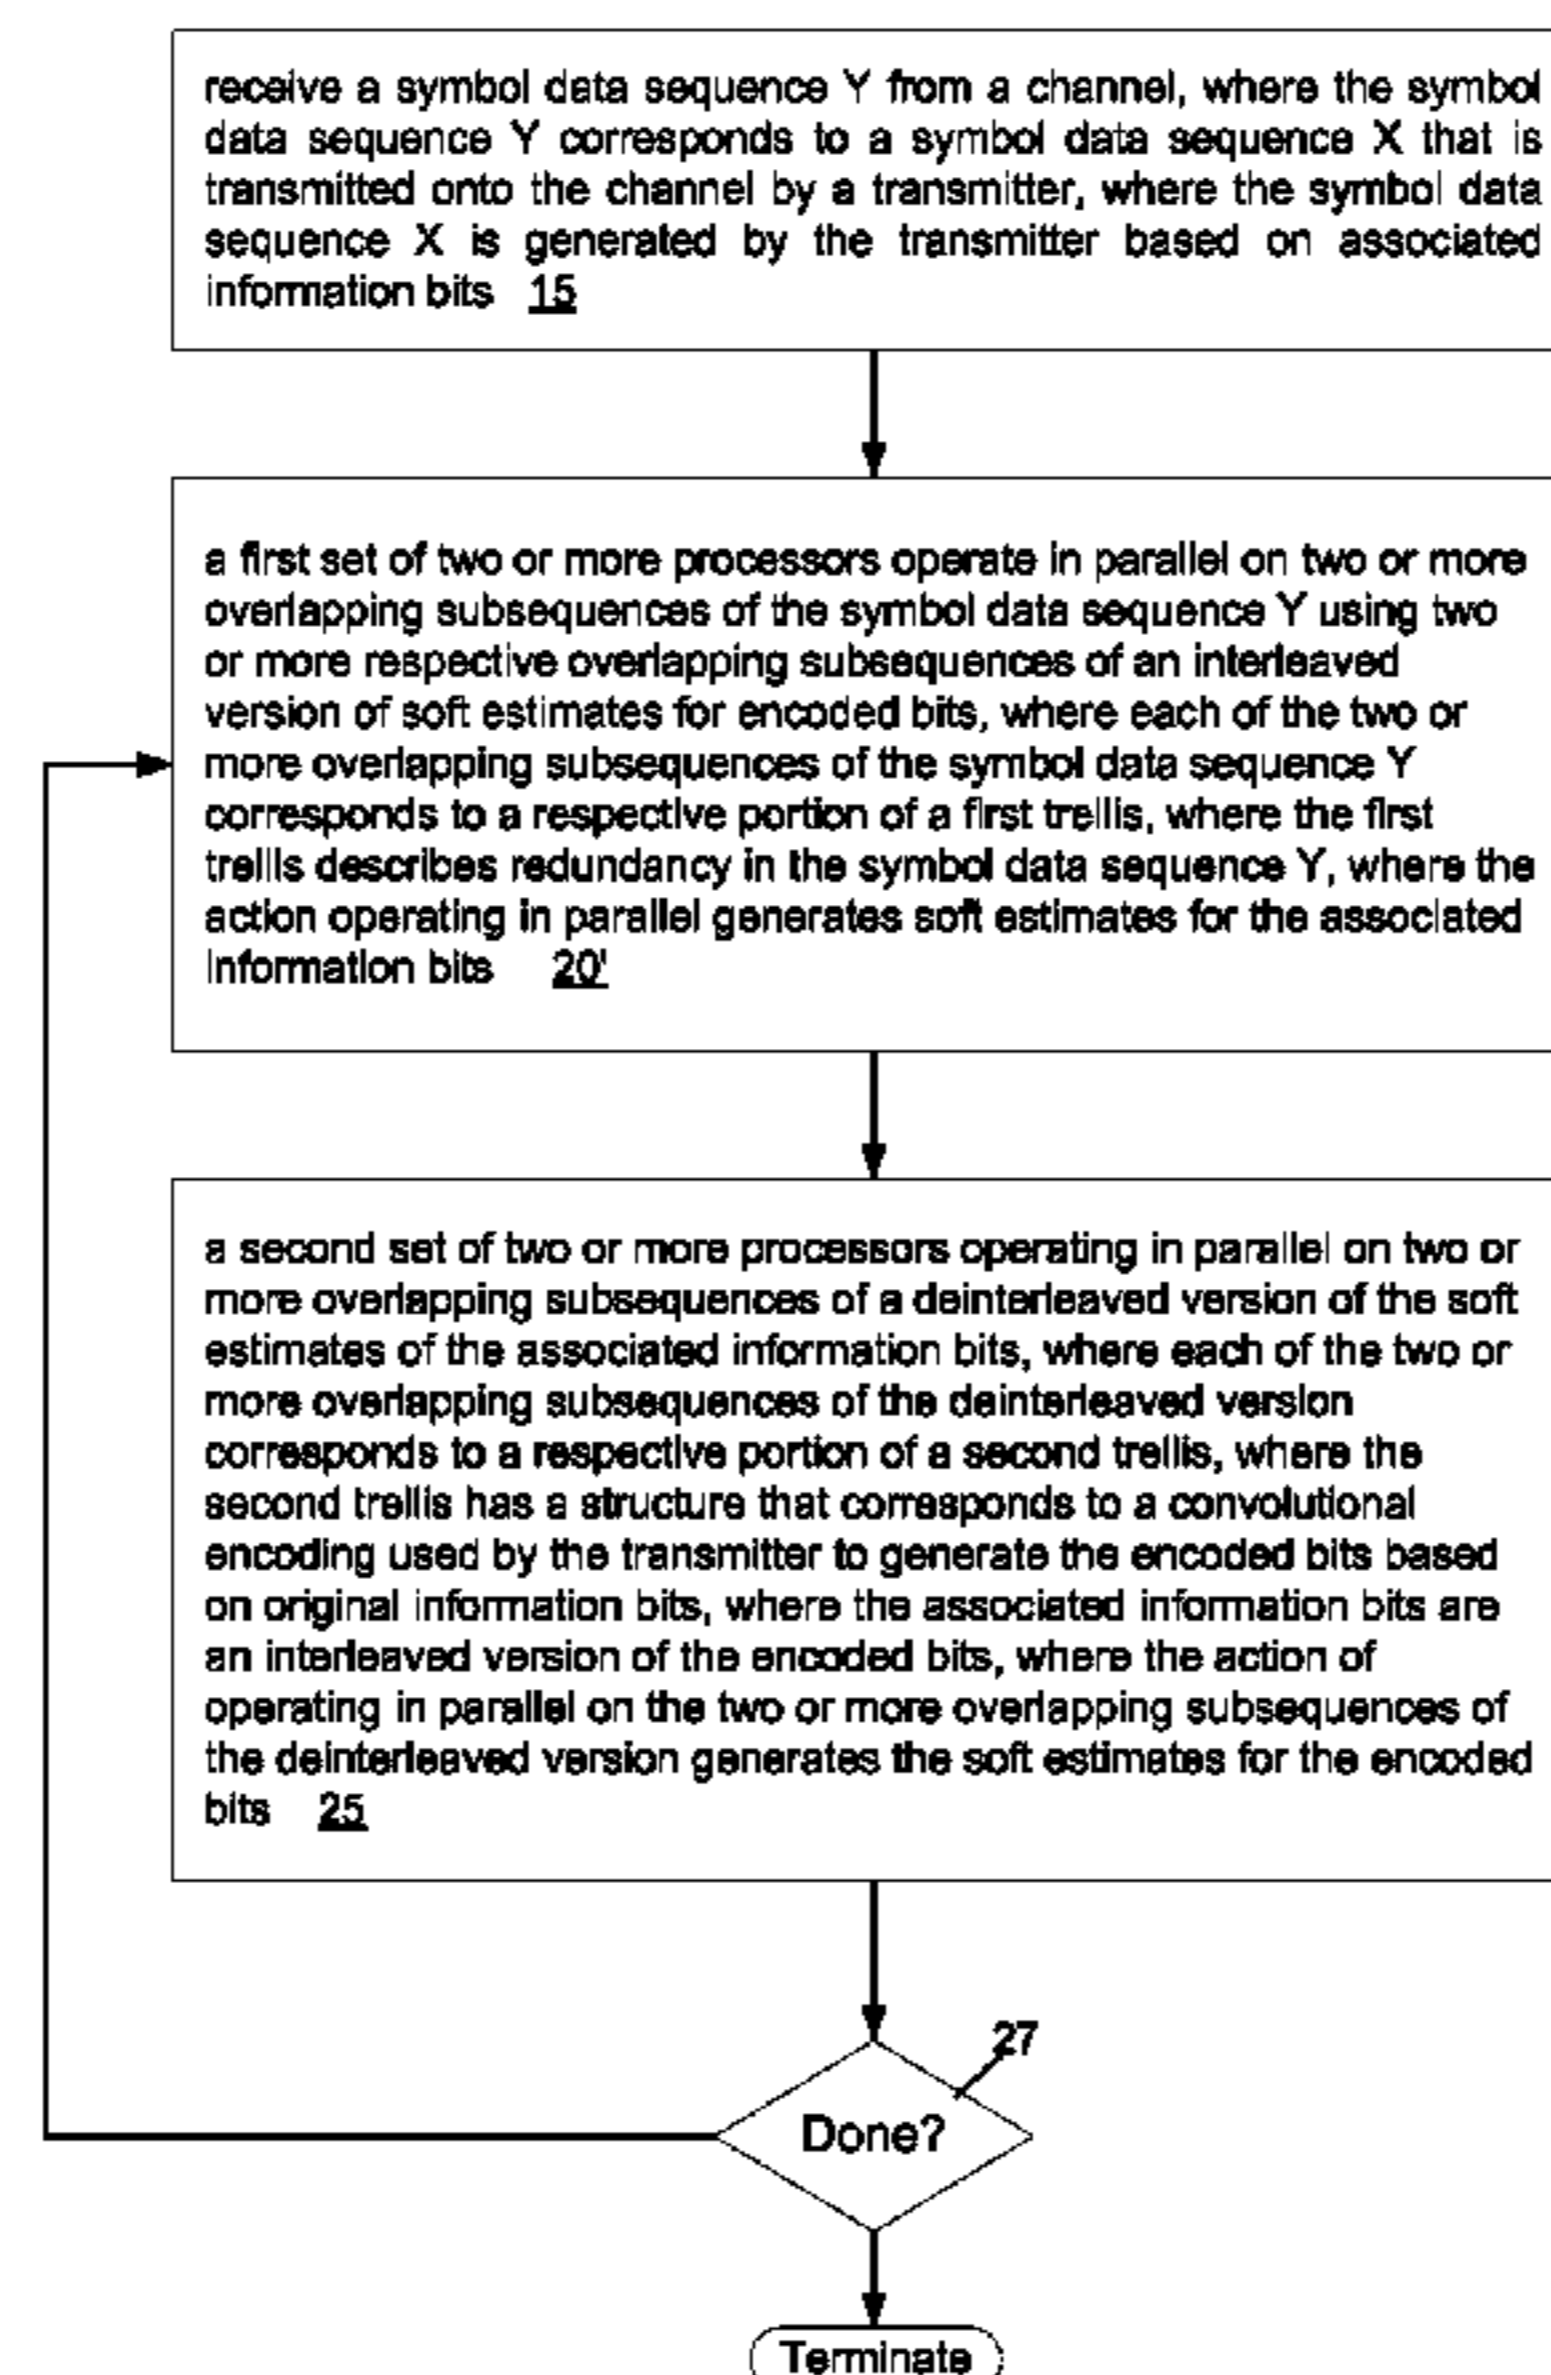 receive a symbol data sequence Y from a channel, where the symbol
data sequence Y corresponds to a symbol data sequence X that is
transmitted onto the channel by a transmitter, where the symbol data
sequence X is generated by the transmitter based on associated
information bits 15
a first set of two or more processors operate in parallel on two or more
overlapping subsequences of the symbol data sequence Y using two
or more respective overlapping subsequences of an interleaved
version of soft estimates for encoded bits, where each of the two or
more overlapping subsequences of the symbol data sequence Y
corresponds to a respective portion of a first trellis, where the first
trellis describes redundancy in the symbol data sequence Y, where the
action operating in parallel generates soft estimates for the associated
information bits 20'
a second set of two or more processors operating in parallel on two or
more overlapping subsequences of a deinterleaved version of the soft
estimates of the associated information bits, where each of the two or
more overlapping subsequences of the deinterleaved version
corresponds to a respective portion of a second trellis, where the
second trellis has a structure that corresponds to a convolutional
encoding used by the transmitter to generate the encoded bits based
on original information bits, where the associated information bits are
an interleaved version of the encoded bits, where the action of
operating in parallel on the two or more overlapping subsequences of
the deinterleaved version generates the soft estimates for the encoded
bits 25
27
Done?
Terminate